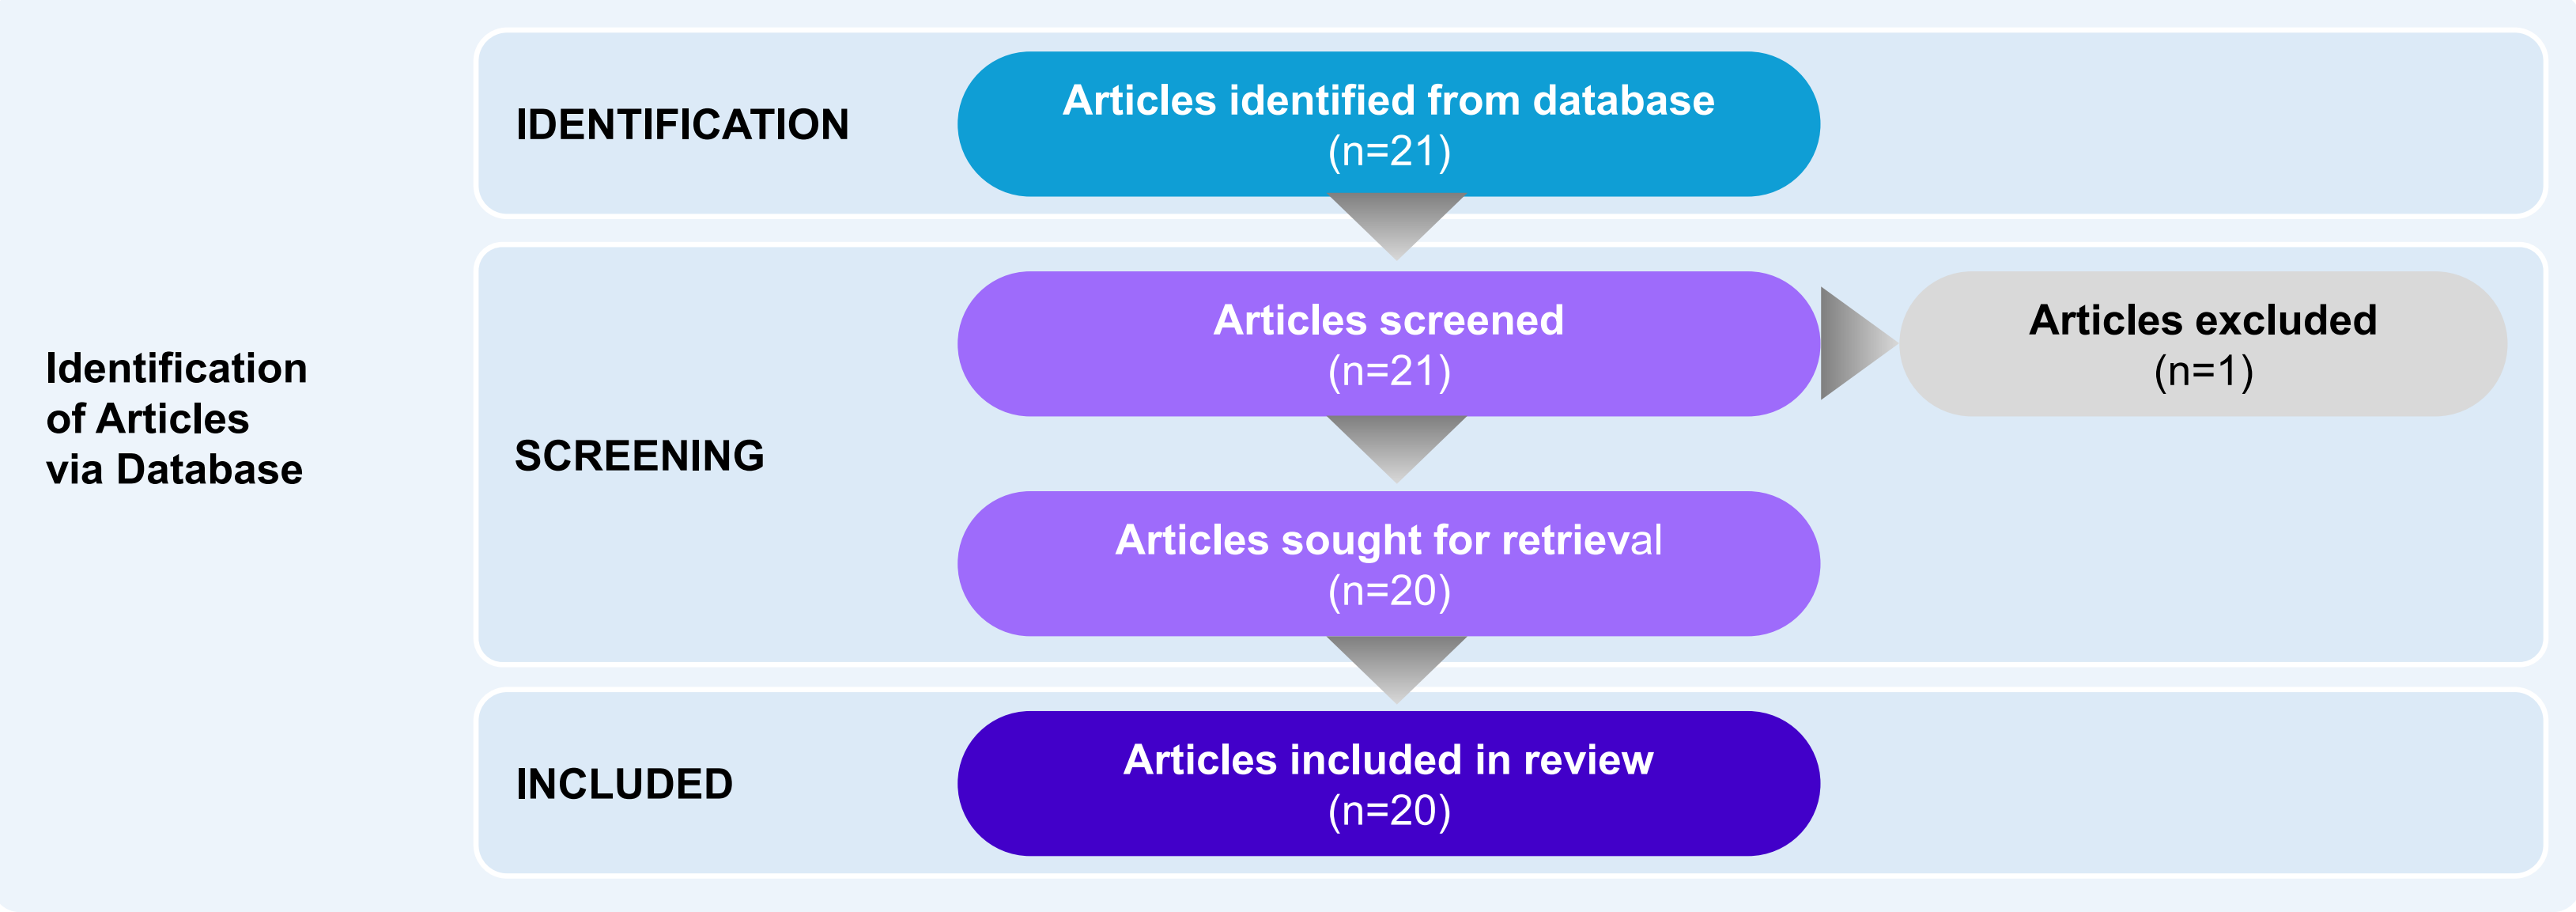 Identification
of Articles
via Database
IDENTIFICATION
Articles identified from database
(n=21)
SCREENING
Articles screened
(n=21)
Articles excluded
(n=1)
Articles sought for retrieval
(n=20)
INCLUDED
Articles included in review
(n=20)